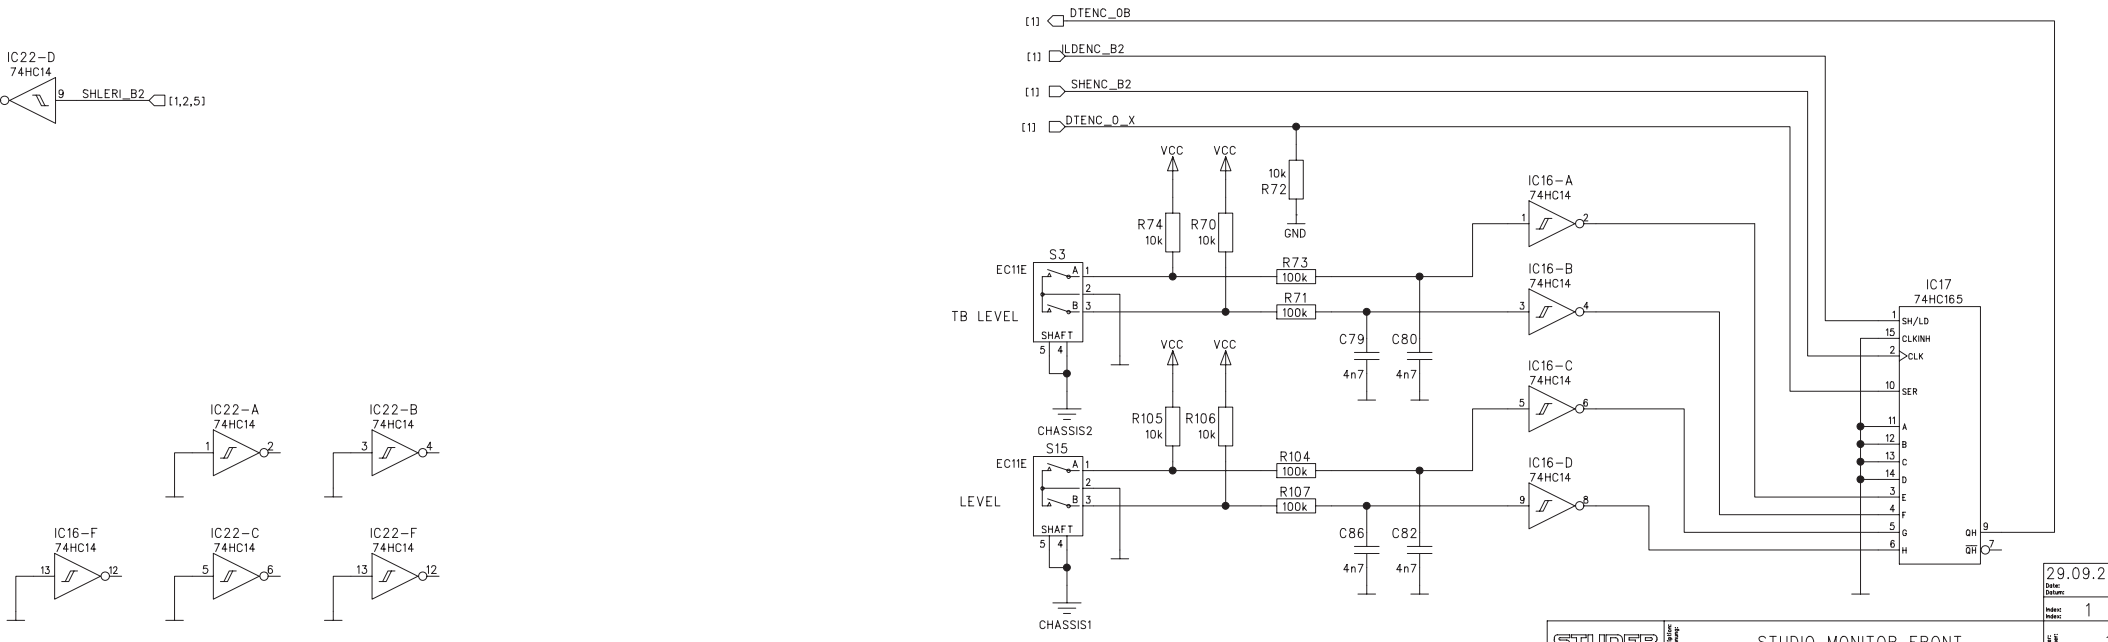 [1] DTENC_OB
[1] ILDENC_B2
[1] SHENC_B2
[1] DTENC_O_X
IC22-D
74HC14
9 SHLERI_B2 [1,2,5]
VCC VCC
10k
R72
GND
R74
10k
R70
10k
S3
EC11E
A 1
2
B 3
SHAFT
5 4
TB LEVEL
CHASSIS2
R73
100k
R71
100k
C79
4n7
C80
4n7
IC16-A
74HC14
1 2
IC16-B
74HC14
3 4
VCC VCC
R105
10k
R106
10k
S15
EC11E
A 1
2
B 3
SHAFT
5 4
LEVEL
CHASSIS1
R104
100k
R107
100k
C86
4n7
C82
4n7
IC16-C
74HC14
5 6
IC16-D
74HC14
9 8
IC17
74HC165
1 SH/LD
15 CLKINH
2 CLK
10 SER
11 A
12 B
13 C
14 D
3 E
4 F
5 G
6 H
QH 9
QH 7
IC22-A
74HC14
1 2
IC22-B
74HC14
3 4
IC16-F
74HC14
13 12
IC22-C
74HC14
5 6
IC22-F
74HC14
13 12
29.09.2
Date:
Datum:
Index: 1
Index:
STUDER
STUDIO MONITOR FRONT